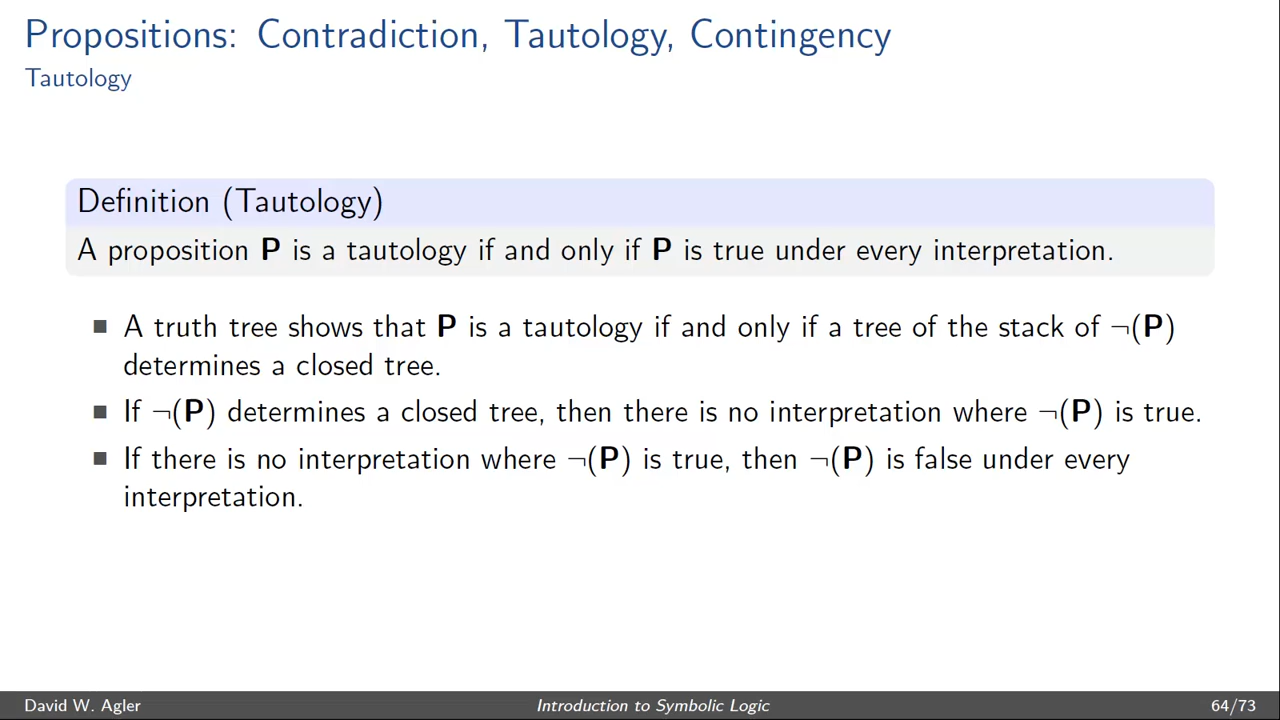 Propositions: Contradiction, Tautology, Contingency
Tautology
Definition (Tautology)
A proposition P is a tautology if and only if P is true under every interpretation.
■ A truth tree shows that P is a tautology if and only if a tree of the stack of ¬(P)
determines a closed tree.
■ If ¬(P) determines a closed tree, then there is no interpretation where ¬(P) is true.
■ If there is no interpretation where ¬(P) is true, then ¬(P) is false under every
interpretation.
David W. Agler Introduction to Symbolic Logic 64/73